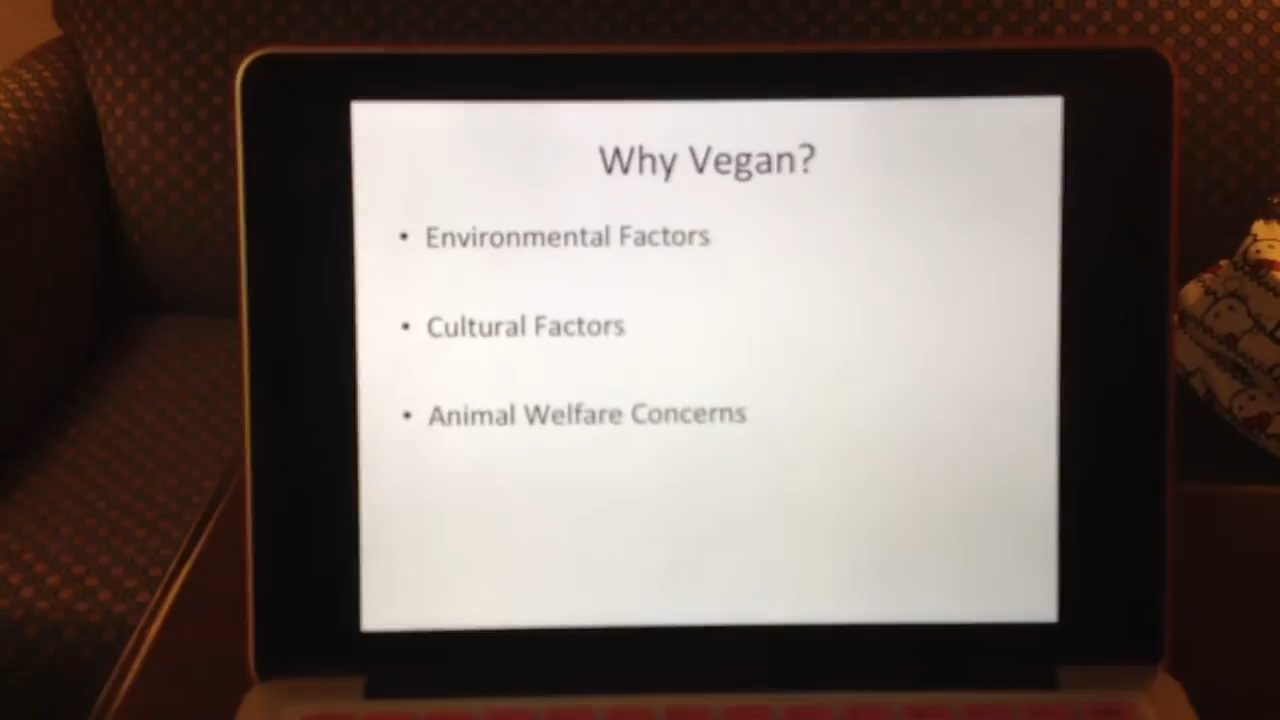 Why Vegan?
• Environmental Factors
• Cultural Factors
• Animal Welfare Concerns